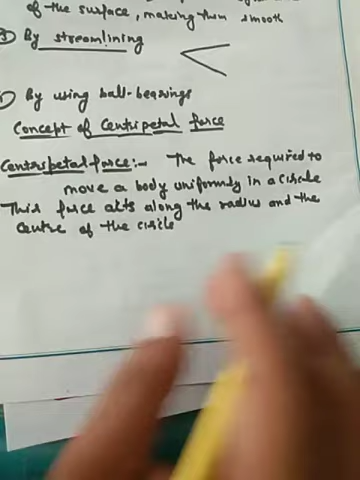 of the surface, making them smooth
③ By streamlining
By using ball-bearings
Concept of Centripetal force
Centripetal force:- The force required to
move a body uniformly in a circle
This force acts along the radius and the
Centre of the circle